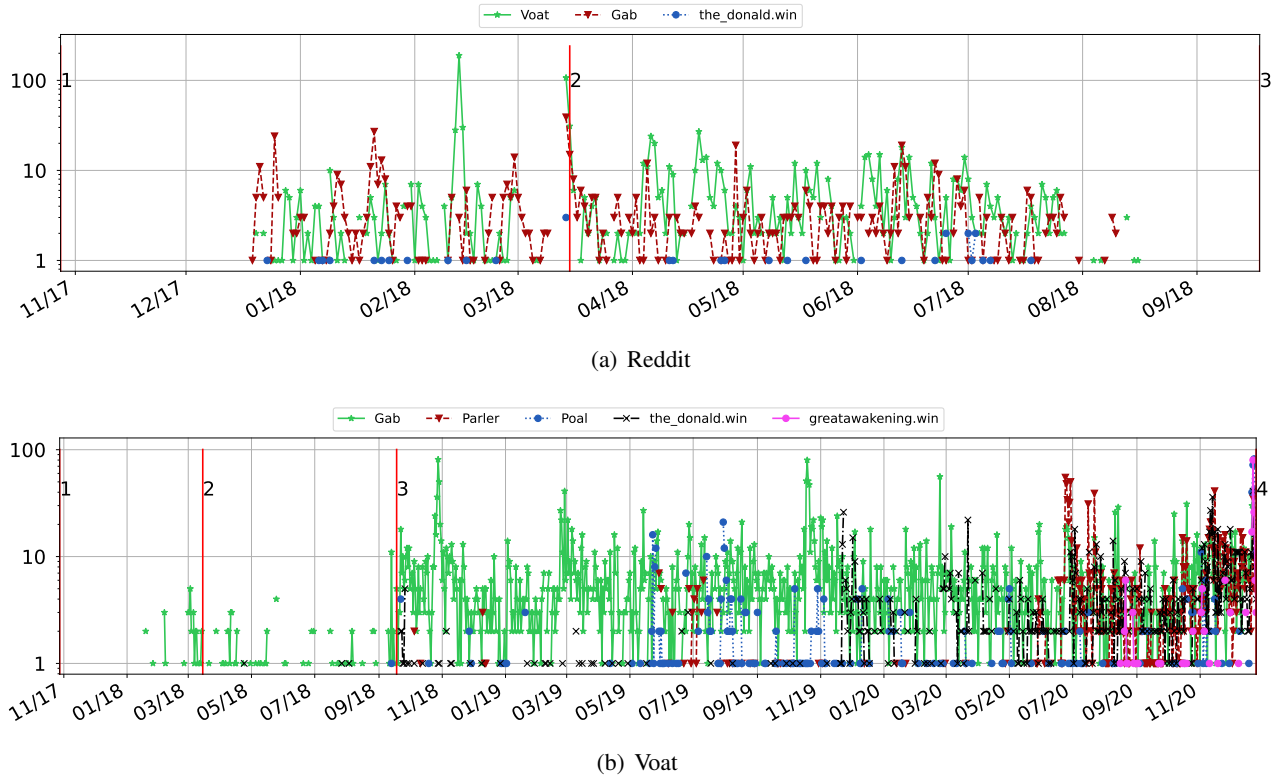 Voat Gab the_donald.win
100
10
1
1 2 3
11/17 12/17 01/18 02/18 03/18 04/18 05/18 06/18 07/18 08/18 09/18
(a) Reddit
Gab Parler Poal the_donald.win greatawakening.win
100
1 2 3 4
10
1
11/17 01/18 03/18 05/18 07/18 09/18 11/18 01/19 03/19 05/19 07/19 09/19 11/19 01/20 03/20 05/20 07/20 09/20 11/20
(b) Voat